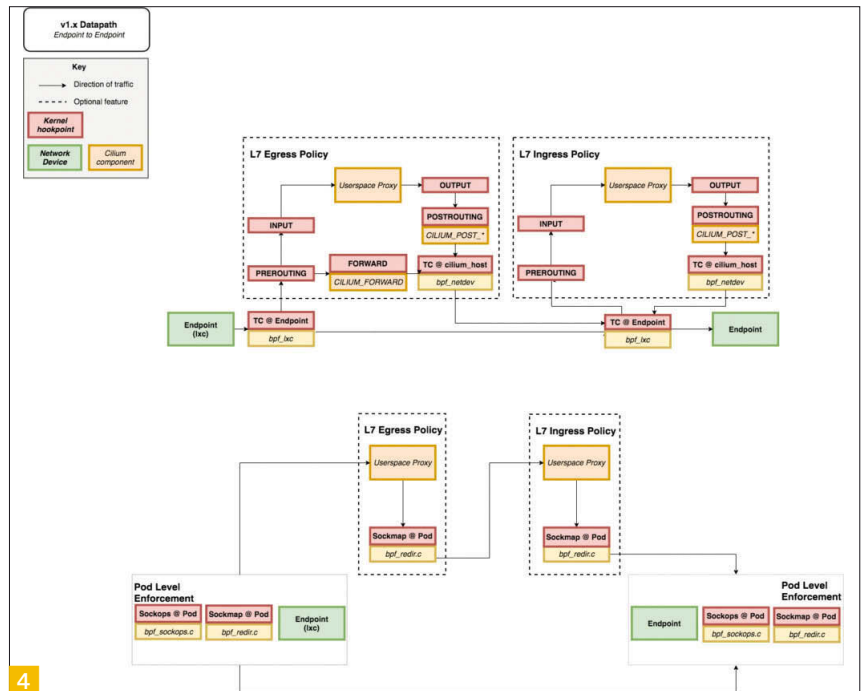 v1.x Datapath
Endpoint to Endpoint
Key
Direction of traffic
Optional feature
Kernel
hookpoint
Network
Device
Cilium
component
L7 Egress Policy
Userspace Proxy
OUTPUT
POSTROUTING
CILIUM_POST_*
INPUT
FORWARD
CILIUM_FORWARD
PREROUTING
TC @ cilium_host
bpf_netdev
L7 Ingress Policy
Userspace Proxy
OUTPUT
POSTROUTING
CILIUM_POST_*
INPUT
PREROUTING
TC @ cilium_host
bpf_netdev
Endpoint
(lxc)
TC @ Endpoint
bpf_lxc
TC @ Endpoint
bpf_lxc
Endpoint
L7 Egress Policy
Userspace Proxy
Sockmap @ Pod
bpf_redir.c
L7 Ingress Policy
Userspace Proxy
Sockmap @ Pod
bpf_redir.c
Pod Level
Enforcement
Sockops @ Pod
bpf_sockops.c
Sockmap @ Pod
bpf_redir.c
Endpoint
(lxc)
Pod Level
Enforcement
Endpoint
Sockops @ Pod
bpf_sockops.c
Sockmap @ Pod
bpf_redir.c
4